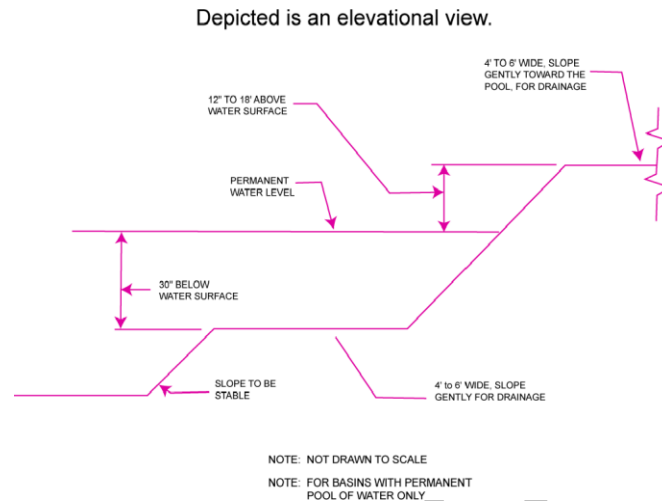 Depicted is an elevational view.
4' TO 6' WIDE, SLOPE
GENTLY TOWARD THE
POOL, FOR DRAINAGE
12" TO 18' ABOVE
WATER SURFACE
PERMANENT
WATER LEVEL
30" BELOW
WATER SURFACE
SLOPE TO BE
STABLE
4' to 6' WIDE, SLOPE
GENTLY FOR DRAINAGE
NOTE: NOT DRAWN TO SCALE
NOTE: FOR BASINS WITH PERMANENT
POOL OF WATER ONLY